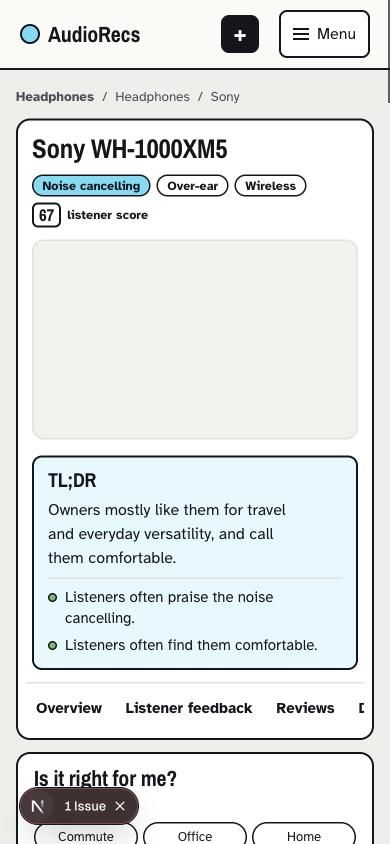 AudioRecs
+
Menu
Headphones / Headphones / Sony
Sony WH-1000XM5
Noise cancelling Over-ear Wireless
67 listener score
TL;DR
Owners mostly like them for travel
and everyday versatility, and call
them comfortable.
Listeners often praise the noise
cancelling.
Listeners often find them comfortable.
Overview Listener feedback Reviews
Is it right for me?
N 1 Issue ×
Commute Office Home